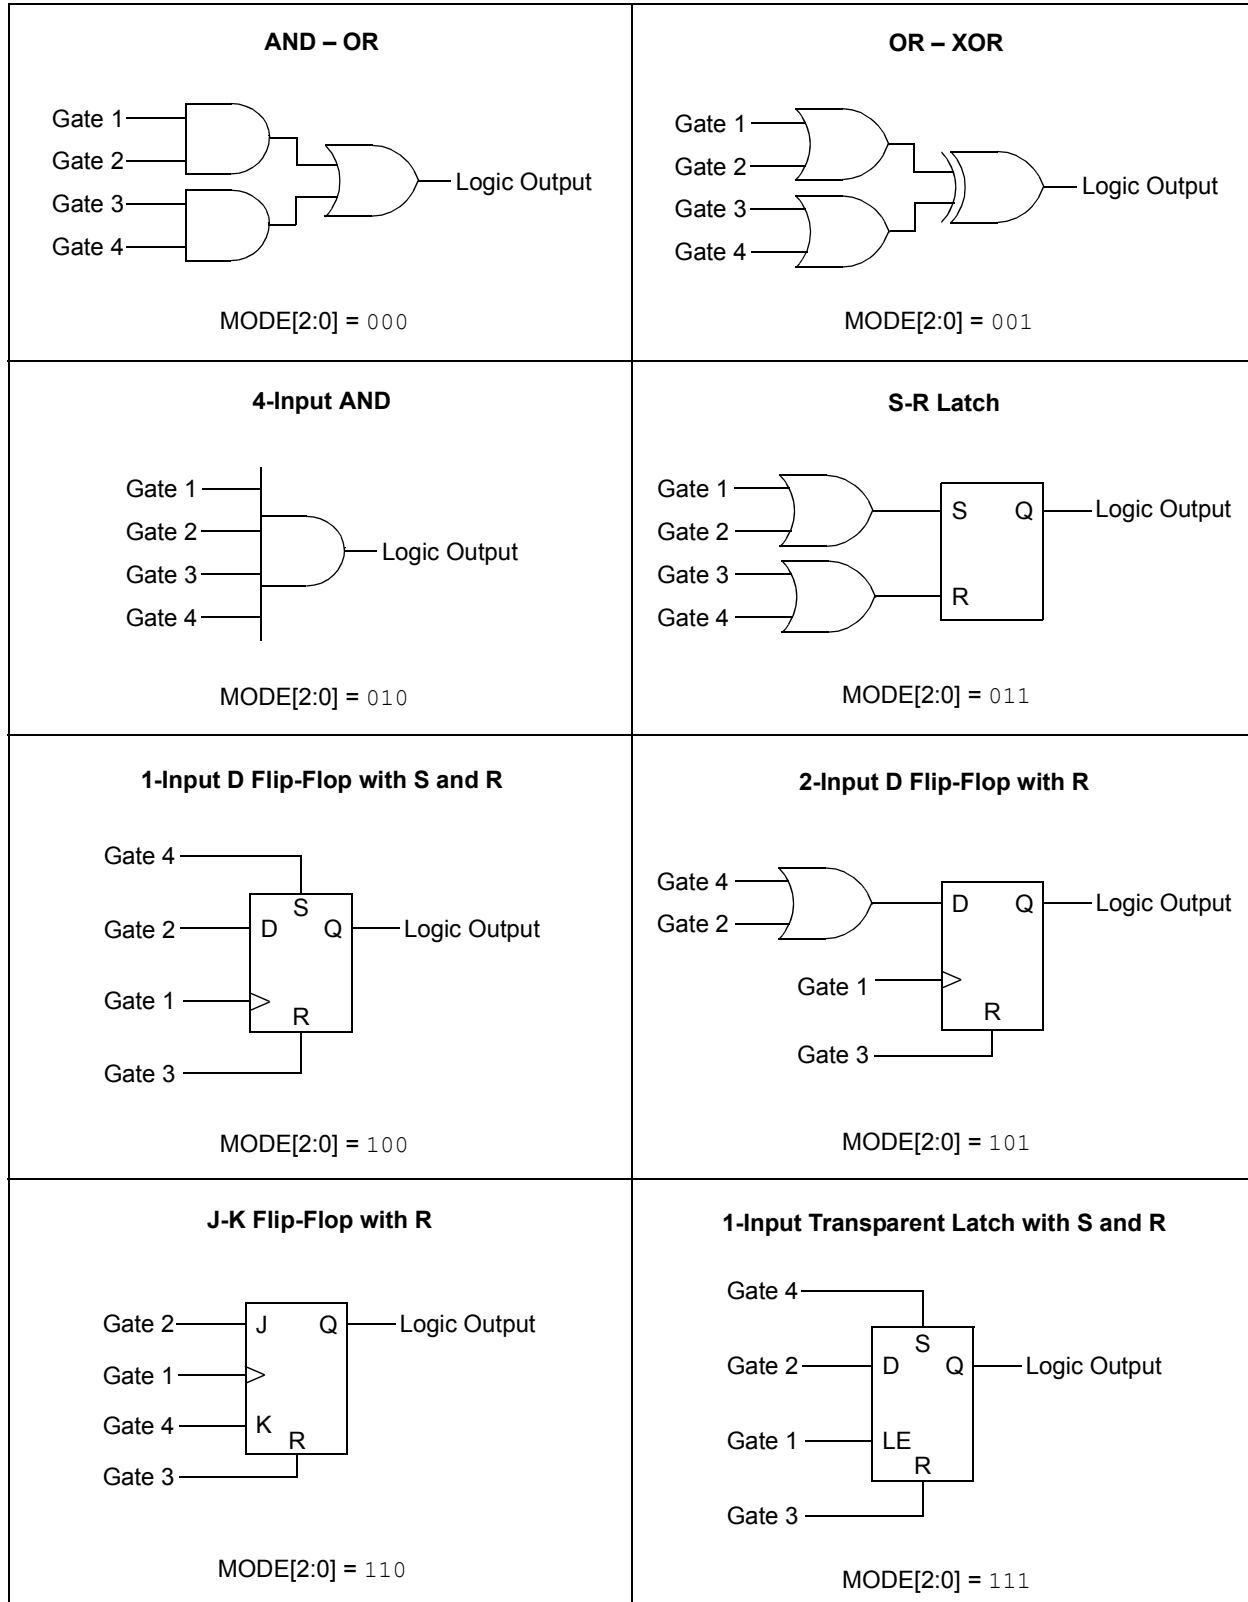 AND – OR
Gate 1
Gate 2
Gate 3
Gate 4
Logic Output
MODE[2:0] = 000
OR – XOR
Gate 1
Gate 2
Gate 3
Gate 4
Logic Output
MODE[2:0] = 001
4-Input AND
Gate 1
Gate 2
Gate 3
Gate 4
Logic Output
MODE[2:0] = 010
S-R Latch
Gate 1
Gate 2
Gate 3
Gate 4
S Q
R
Logic Output
MODE[2:0] = 011
1-Input D Flip-Flop with S and R
Gate 4
S
Gate 2
D Q
Logic Output
Gate 1
R
Gate 3
MODE[2:0] = 100
2-Input D Flip-Flop with R
Gate 4
Gate 2
D Q
Logic Output
Gate 1
R
Gate 3
MODE[2:0] = 101
J-K Flip-Flop with R
Gate 2
J Q
Logic Output
Gate 1
Gate 4
K
R
Gate 3
MODE[2:0] = 110
1-Input Transparent Latch with S and R
Gate 4
S
Gate 2
D Q
Logic Output
Gate 1
LE
R
Gate 3
MODE[2:0] = 111